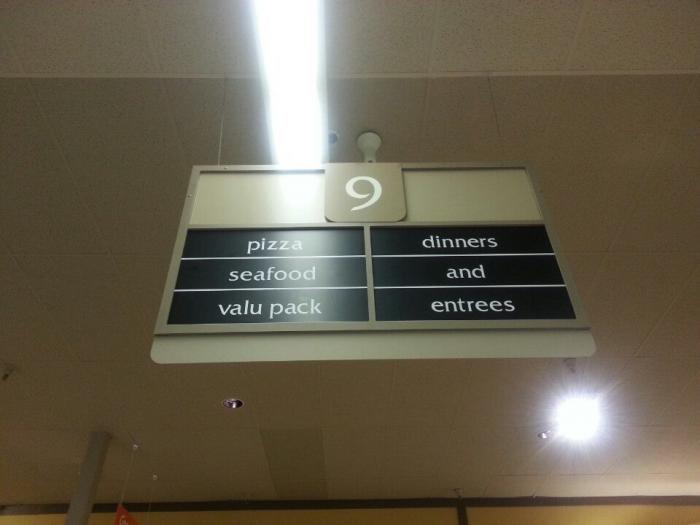 9
pizza
seafood
valu pack
dinners
and
entrees